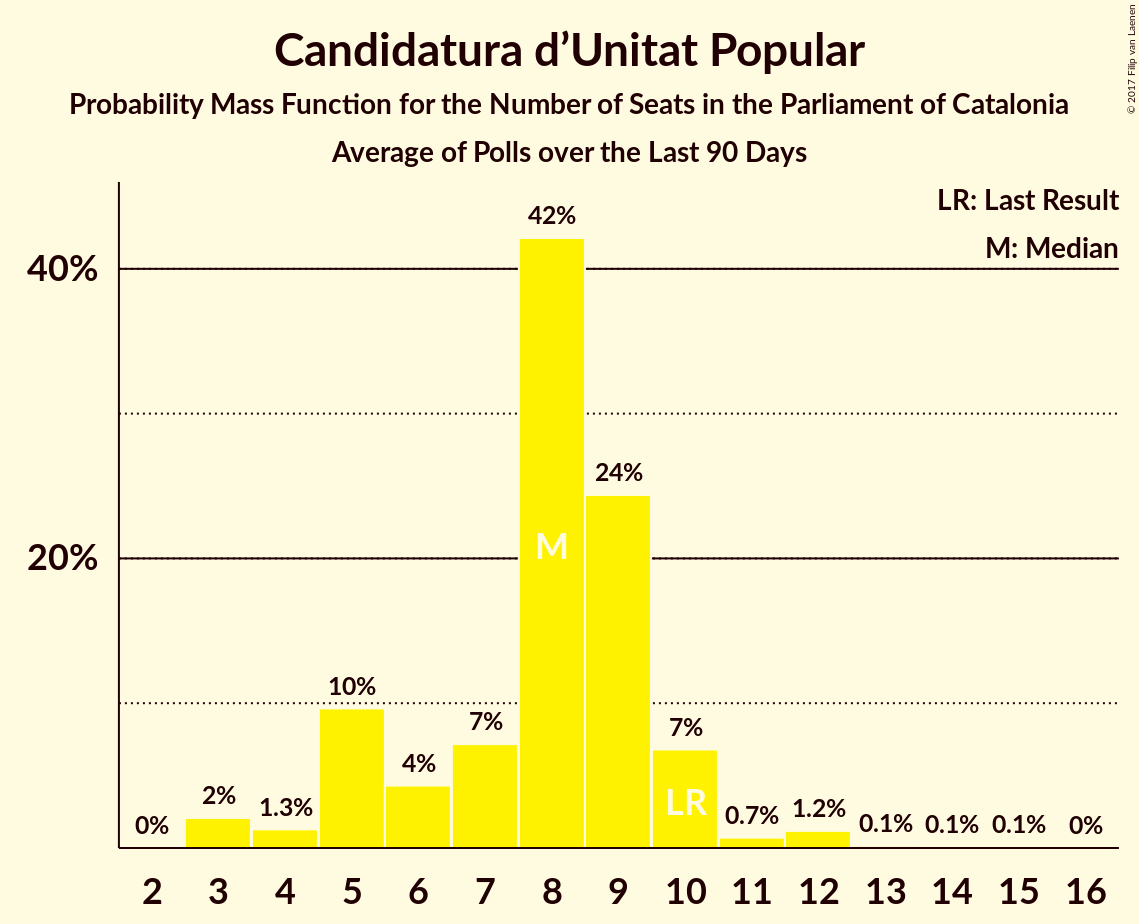 Candidatura d’Unitat Popular
Probability Mass Function for the Number of Seats in the Parliament of Catalonia
Average of Polls over the Last 90 Days
© 2017 Filip van Laenen
LR: Last Result
M: Median
40%
20%
0%
2%
1.3%
10%
4%
7%
42%
24%
7%
0.7%
1.2%
0.1%
0.1%
0.1%
0%
M
LR
2 3 4 5 6 7 8 9 10 11 12 13 14 15 16